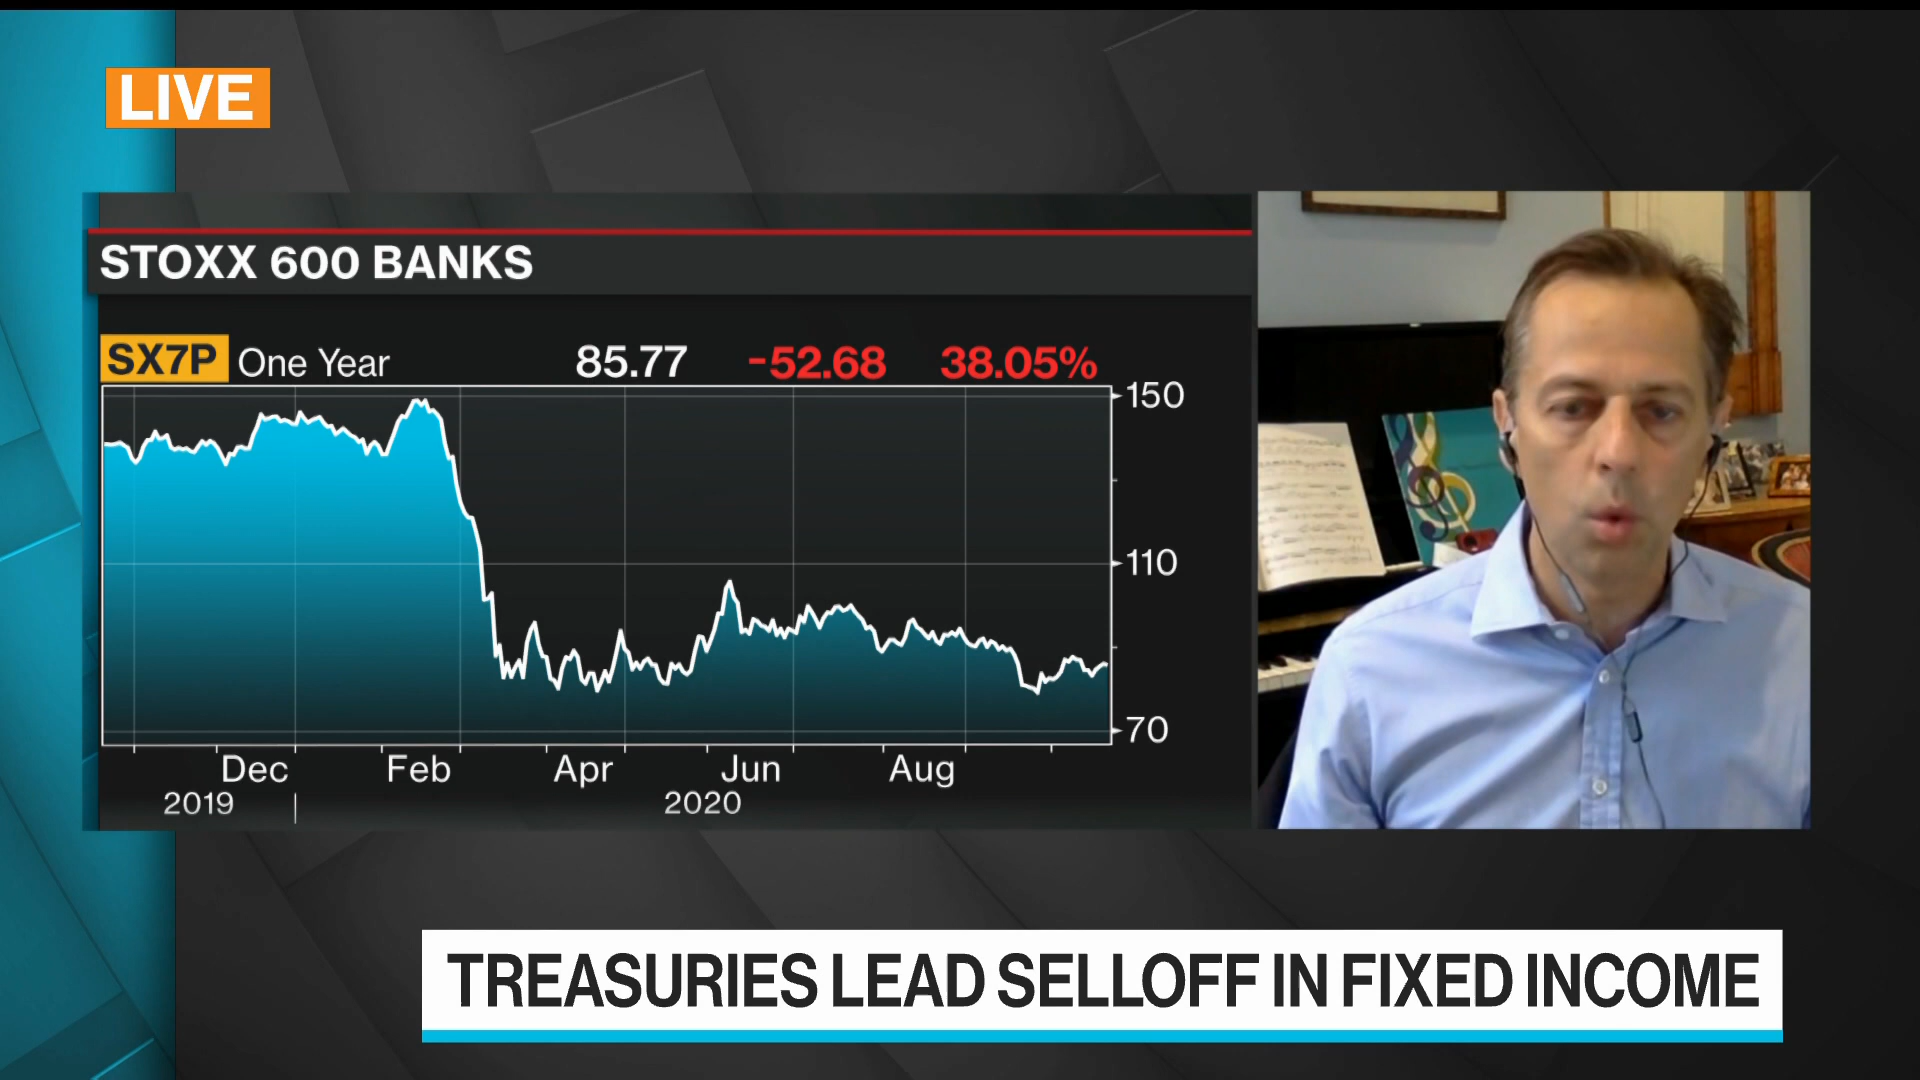 LIVE
STOXX 600 BANKS
SX7P One Year 85.77 -52.68 38.05%
150
110
70
Dec Feb Apr Jun Aug
2019 2020
TREASURIES LEAD SELLOFF IN FIXED INCOME